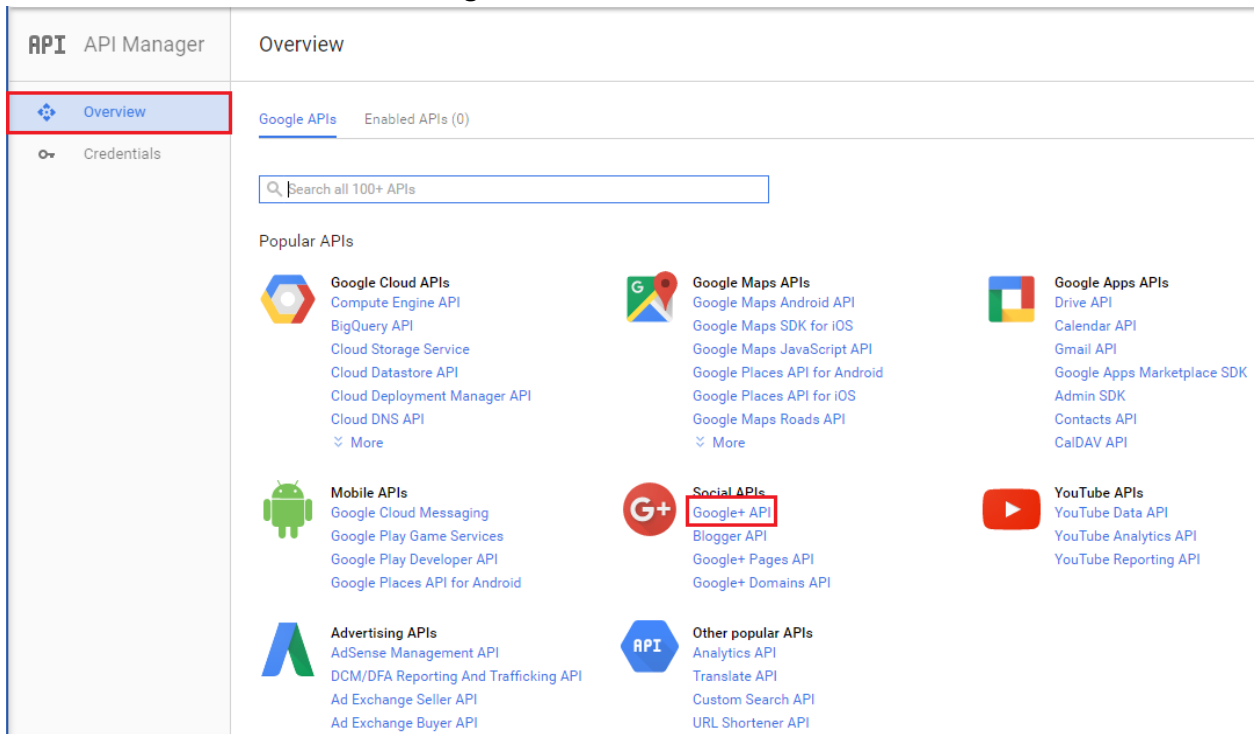 API API Manager
Overview
Overview
Credentials
Google APIs Enabled APIs (0)
Search all 100+ APIs
Popular APIs
Google Cloud APIs
Compute Engine API
BigQuery API
Cloud Storage Service
Cloud Datastore API
Cloud Deployment Manager API
Cloud DNS API
More
G
Google Maps APIs
Google Maps Android API
Google Maps SDK for iOS
Google Maps JavaScript API
Google Places API for Android
Google Places API for iOS
Google Maps Roads API
More
Google Apps APIs
Drive API
Calendar API
Gmail API
Google Apps Marketplace SDK
Admin SDK
Contacts API
CalDAV API
Mobile APIs
Google Cloud Messaging
Google Play Game Services
Google Play Developer API
Google Places API for Android
G+
Social APIs
Google+ API
Blogger API
Google+ Pages API
Google+ Domains API
YouTube APIs
YouTube Data API
YouTube Analytics API
YouTube Reporting API
Advertising APIs
AdSense Management API
DCM/DFA Reporting And Trafficking API
Ad Exchange Seller API
Ad Exchange Buyer API
API
Other popular APIs
Analytics API
Translate API
Custom Search API
URL Shortener API